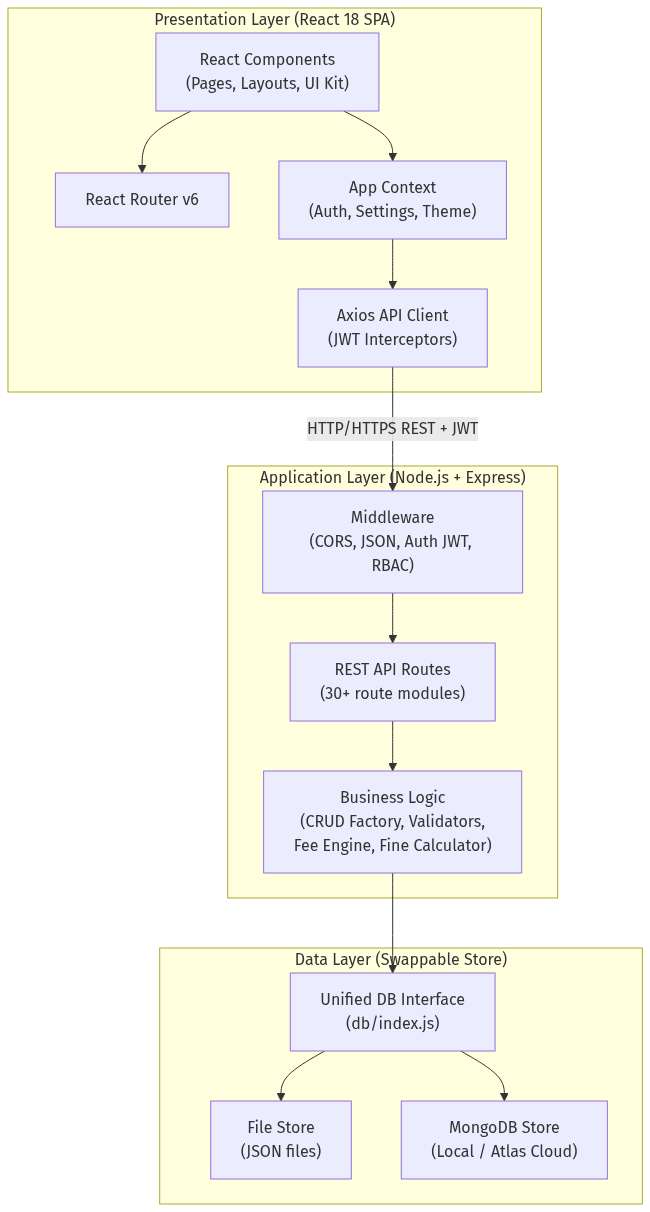 Presentation Layer (React 18 SPA)
React Components
(Pages, Layouts, UI Kit)
React Router v6
App Context
(Auth, Settings, Theme)
Axios API Client
(JWT Interceptors)
HTTP/HTTPS REST + JWT
Application Layer (Node.js + Express)
Middleware
(CORS, JSON, Auth JWT,
RBAC)
REST API Routes
(30+ route modules)
Business Logic
(CRUD Factory, Validators,
Fee Engine, Fine Calculator)
Data Layer (Swappable Store)
Unified DB Interface
(db/index.js)
File Store
(JSON files)
MongoDB Store
(Local / Atlas Cloud)